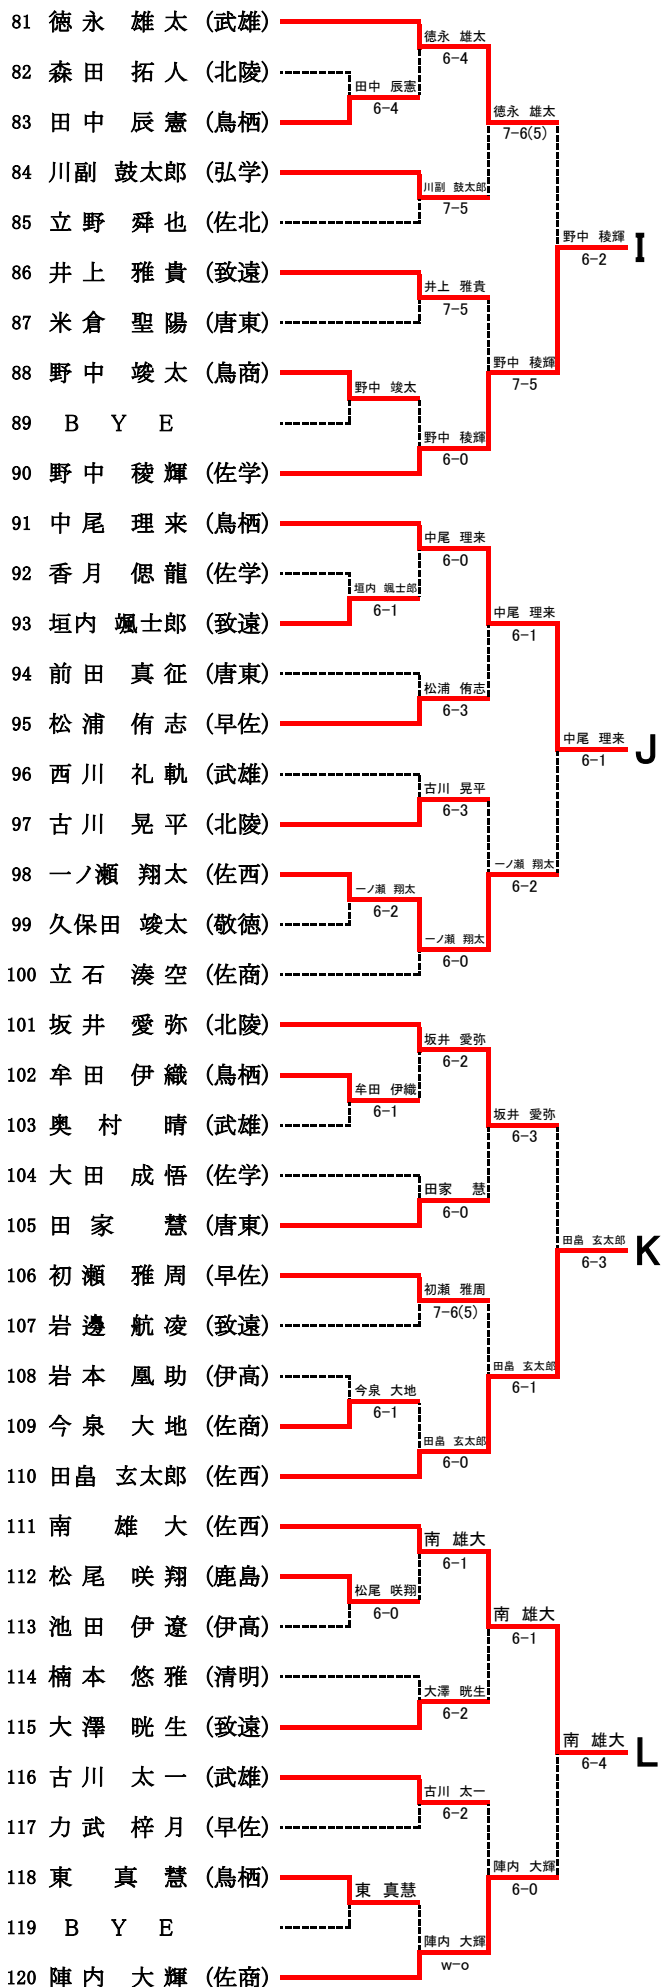 81 徳永 雄太 (武雄)
徳永 雄太
6-4
82 森田 拓人 (北陵)
田中 辰憲
6-4
83 田中 辰憲 (鳥栖)
徳永 雄太
7-6(5)
84 川副 鼓太郎 (弘学)
川副 鼓太郎
7-5
85 立野 舜也 (佐北)
野中 稜輝
6-2
I
86 井上 雅貴 (致遠)
井上 雅貴
7-5
87 米倉 聖陽 (唐東)
野中 稜輝
7-5
88 野中 竣太 (鳥商)
野中 竣太
89 B Y E
野中 稜輝
6-0
90 野中 稜輝 (佐学)
91 中尾 理来 (鳥栖)
中尾 理来
6-0
92 香月 偲龍 (佐学)
垣内 颯士郎
6-1
93 垣内 颯士郎 (致遠)
中尾 理来
6-1
94 前田 真征 (唐東)
松浦 侑志
6-3
95 松浦 侑志 (早佐)
中尾 理来
6-1
J
96 西川 礼軌 (武雄)
古川 晃平
6-3
97 古川 晃平 (北陵)
一ノ瀬 翔太
6-2
98 一ノ瀬 翔太 (佐西)
一ノ瀬 翔太
6-2
99 久保田 竣太 (敬徳)
一ノ瀬 翔太
6-0
100 立石 湊空 (佐商)
101 坂井 愛弥 (北陵)
坂井 愛弥
6-2
102 牟田 伊織 (鳥栖)
牟田 伊織
6-1
103 奥村 晴 (武雄)
坂井 愛弥
6-3
104 大田 成悟 (佐学)
田家 慧
6-0
105 田家 慧 (唐東)
田畠 玄太郎
6-3
K
106 初瀬 雅周 (早佐)
初瀬 雅周
7-6(5)
107 岩邊 航凌 (致遠)
田畠 玄太郎
6-1
108 岩本 凰助 (伊高)
今泉 大地
6-1
109 今泉 大地 (佐商)
田畠 玄太郎
6-0
110 田畠 玄太郎 (佐西)
111 南 雄大 (佐西)
南 雄大
6-1
112 松尾 咲翔 (鹿島)
松尾 咲翔
6-0
113 池田 伊遼 (伊高)
南 雄大
6-1
114 楠本 悠雅 (清明)
大澤 晄生
6-2
115 大澤 晄生 (致遠)
南 雄大
6-4
L
116 古川 太一 (武雄)
古川 太一
6-2
117 力武 梓月 (早佐)
陣内 大輝
6-0
118 東 真慧 (鳥栖)
東 真慧
119 B Y E
陣内 大輝
w-o
120 陣内 大輝 (佐商)